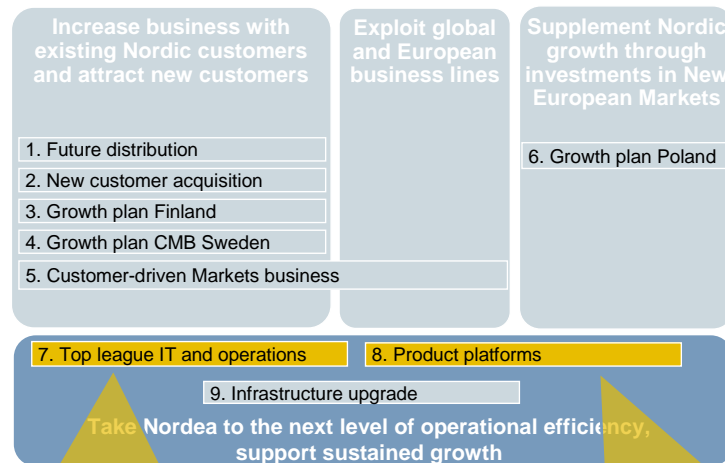 Increase business with
existing Nordic customers
and attract new customers
Exploit global
and European
business lines
Supplement Nordic
growth through
investments in New
European Markets
1. Future distribution
2. New customer acquisition
3. Growth plan Finland
4. Growth plan CMB Sweden
5. Customer-driven Markets business
6. Growth plan Poland
7. Top league IT and operations
8. Product platforms
9. Infrastructure upgrade
Take Nordea to the next level of operational efficiency,
support sustained growth